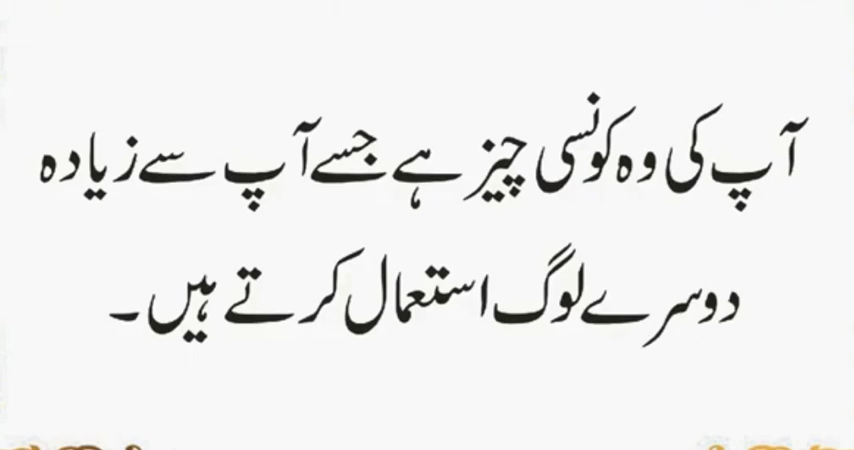 آپ کی وہ کونسی چیز ہے جسے آپ سے زیادہ
دوسرے لوگ استعمال کرتے ہیں۔